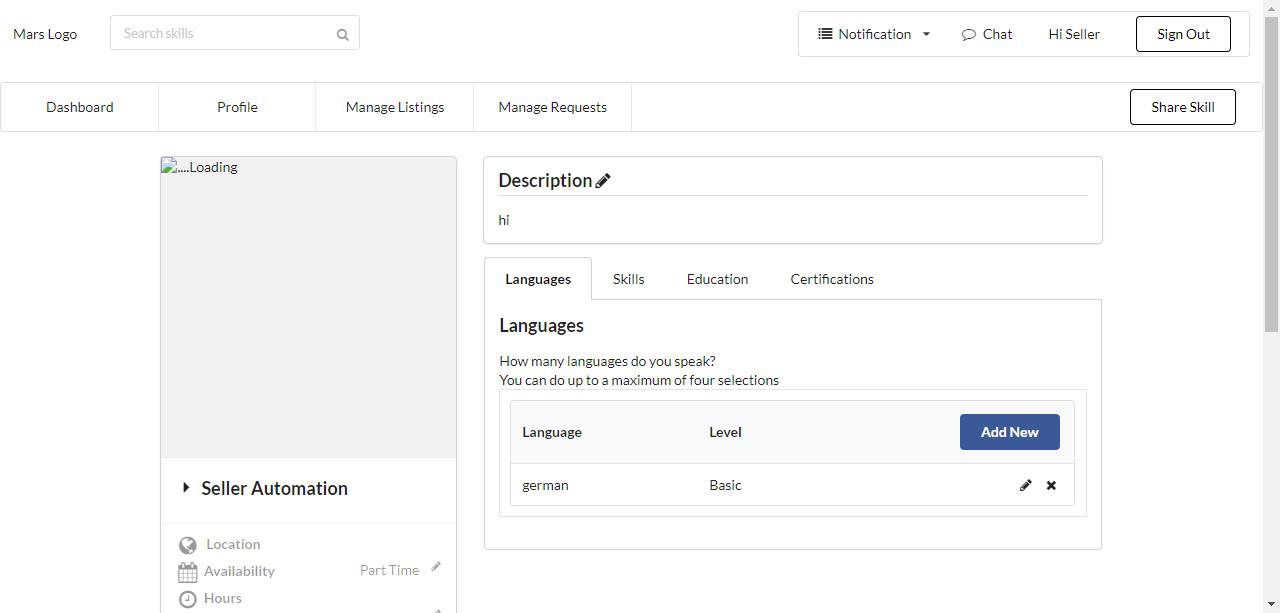 Mars Logo
Search skills
Notification
Chat
Hi Seller
Sign Out
Dashboard
Profile
Manage Listings
Manage Requests
Share Skill
....Loading
Description
hi
Languages
Skills
Education
Certifications
Languages
How many languages do you speak?
You can do up to a maximum of four selections
Language
Level
Add New
german
Basic
Seller Automation
Location
Availability
Part Time
Hours